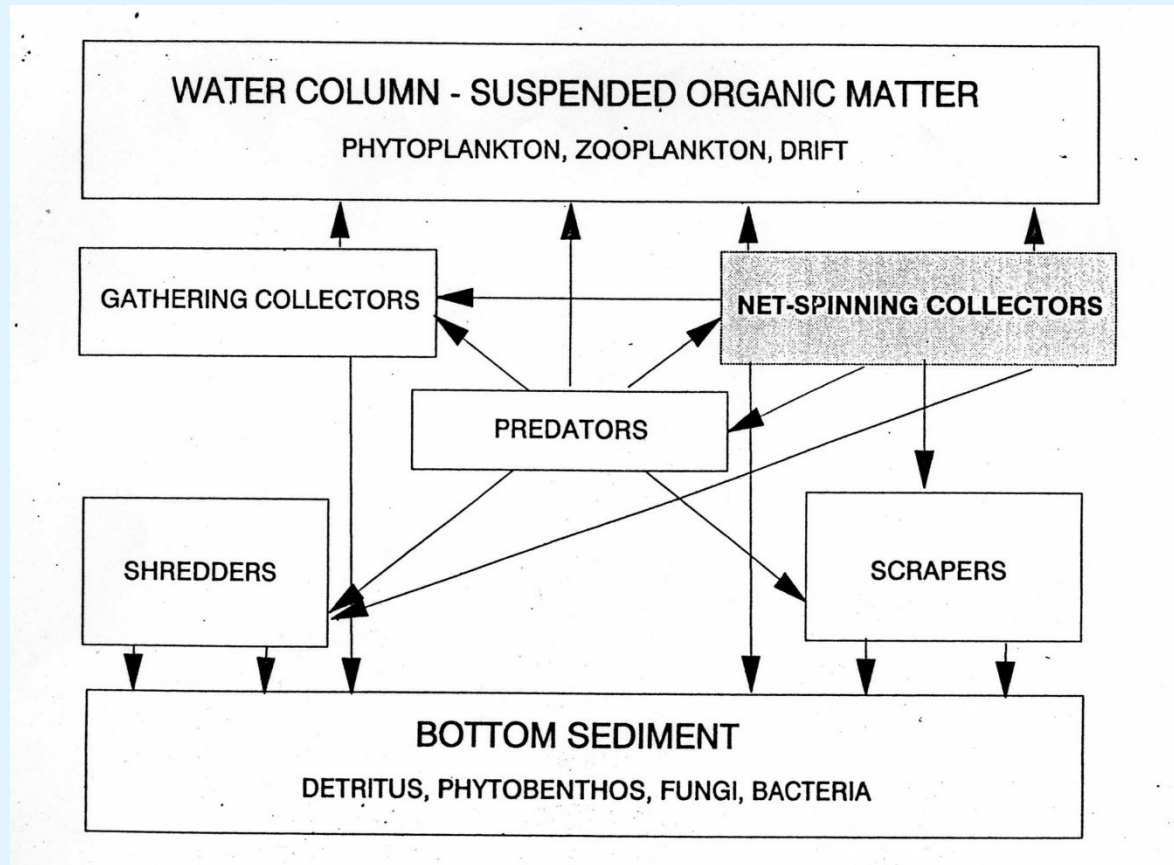 WATER COLUMN - SUSPENDED ORGANIC MATTER
PHYTOPLANKTON, ZOOPLANKTON, DRIFT
GATHERING COLLECTORS
NET-SPINNING COLLECTORS
PREDATORS
SHREDDERS
SCRAPERS
BOTTOM SEDIMENT
DETRITUS, PHYTOBENTHOS, FUNGI, BACTERIA